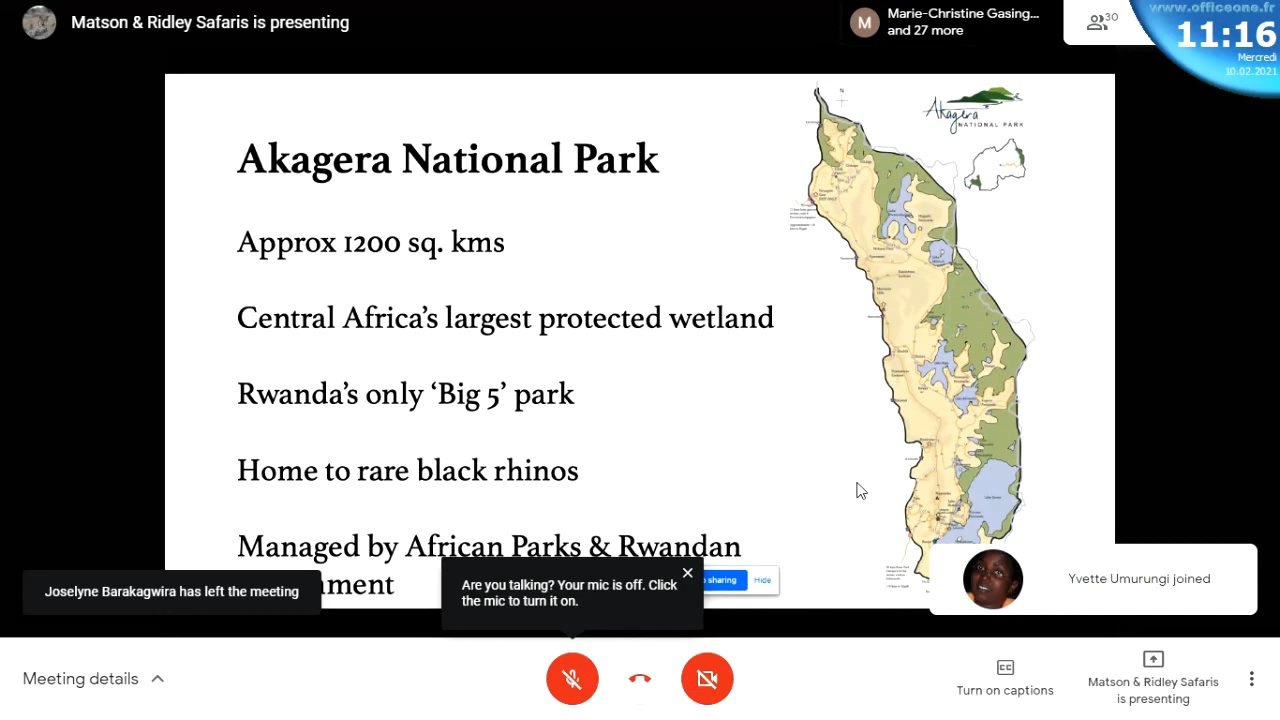 Matson & Ridley Safaris is presenting
M
Marie-Christine Gasing...
and 27 more
30
www.officeone.fr
11:16
Mercredi
10.02.2021
Akagera National Park
Approx 1200 sq. kms
Central Africa's largest protected wetland
Rwanda's only ‘Big 5’ park
Home to rare black rhinos
Managed by African Parks & Rwandan
nment
N
Akagera
NATIONAL PARK
Joselyne Barakagwira has left the meeting
Are you talking? Your mic is off. Click
the mic to turn it on.
sharing
Hide
Yvette Umurungi joined
Meeting details
CC
Turn on captions
Matson & Ridley Safaris
is presenting